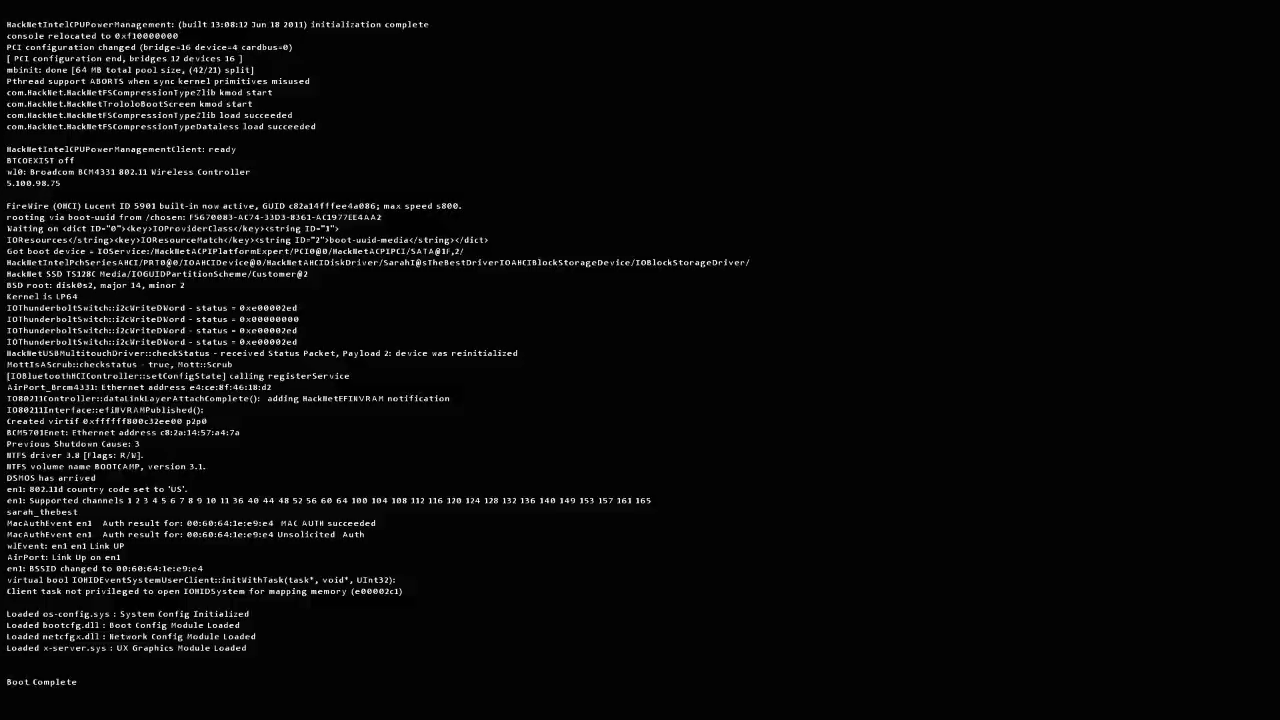 HackNetIntelCPUPowerManagement: (built 13:08:12 Jun 18 2011) initialization complete
console relocated to 0xf10000000
PCI configuration changed (bridge=16 device=4 cardbus=0)
[ PCI configuration end, bridges 12 devices 16 ]
mbinit: done [64 MB total pool size, (42/21) split]
Pthread support ABORTS when sync kernel primitives misused
com.HackNet.HackNetFSCompressionTypeZlib kmod start
com.HackNet.HackNetTrololoBootScreen kmod start
com.HackNet.HackNetFSCompressionTypeZlib load succeeded
com.HackNet.HackNetFSCompressionTypeDataless load succeeded
HackNetIntelCPUPowerManagementClient: ready
BTCOEXIST off
wl0: Broadcom BCM4331 802.11 Wireless Controller
5.100.98.75
FireWire (OHCI) Lucent ID 5901 built-in now active, GUID c82a14fffee4a086; max speed s800.
rooting via boot-uuid from /chosen: F5670083-AC74-33D3-8361-AC1977EE4AA2
Waiting on <dict ID="0"><key>IOProviderClass</key><string ID="1">
IOResources</string><key>IOResourceMatch</key><string ID="2">boot-uuid-media</string></dict>
Got boot device = IOService:/HackNetACPIPlatformExpert/PCI0@0/HackNetACPIPCI/SATA@1F,2/
HackNetIntelPchSeriesAHCI/PRT0@0/IOAHCIDevice@0/HackNetAHCIDiskDriver/SarahI@sTheBestDriverIOAHCIBlockStorageDevice/IOBlockStorageDriver/
HackNet SSD TS128C Media/IOGUIDPartitionScheme/Customer@2
BSD root: disk0s2, major 14, minor 2
Kernel is LP64
IOThunderboltSwitch::i2cWriteDWord - status = 0xe00002ed
IOThunderboltSwitch::i2cWriteDWord - status = 0x00000000
IOThunderboltSwitch::i2cWriteDWord - status = 0xe00002ed
IOThunderboltSwitch::i2cWriteDWord - status = 0xe00002ed
HackNetUSBMultitouchDriver::checkStatus - received Status Packet, Payload 2: device was reinitialized
MottIsAScrub::checkstatus - true, Mott::Scrub
[IOBluetoothHCIController::setConfigState] calling registerService
AirPort_Brcm4331: Ethernet address e4:ce:8f:46:18:d2
IO80211Controller::dataLinkLayerAttachComplete():  adding HackNetEFINVRAM notification
IO80211Interface::efiNVRAMPublished():
Created virtif 0xffffff800c32ee00 p2p0
BCM5701Enet: Ethernet address c8:2a:14:57:a4:7a
Previous Shutdown Cause: 3
NTFS driver 3.8 [Flags: R/W].
NTFS volume name BOOTCAMP, version 3.1.
DSMOS has arrived
en1: 802.11d country code set to 'US'.
en1: Supported channels 1 2 3 4 5 6 7 8 9 10 11 36 40 44 48 52 56 60 64 100 104 108 112 116 120 124 128 132 136 140 149 153 157 161 165
sarah_thebest
MacAuthEvent en1   Auth result for: 00:60:64:1e:e9:e4  MAC AUTH succeeded
MacAuthEvent en1   Auth result for: 00:60:64:1e:e9:e4 Unsolicited  Auth
wlEvent: en1 en1 Link UP
AirPort: Link Up on en1
en1: BSSID changed to 00:60:64:1e:e9:e4
virtual bool IOHIDEventSystemUserClient::initWithTask(task*, void*, UInt32):
Client task not privileged to open IOHIDSystem for mapping memory (e00002c1)
Loaded os-config.sys : System Config Initialized
Loaded bootcfg.dll : Boot Config Module Loaded
Loaded netcfgx.dll : Network Config Module Loaded
Loaded x-server.sys : UX Graphics Module Loaded
Boot Complete